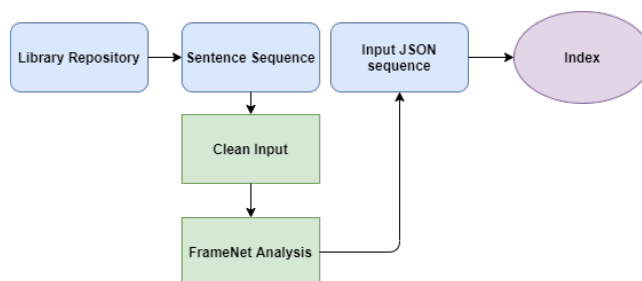 Library Repository
Sentence Sequence
Input JSON
sequence
Index
Clean Input
FrameNet Analysis